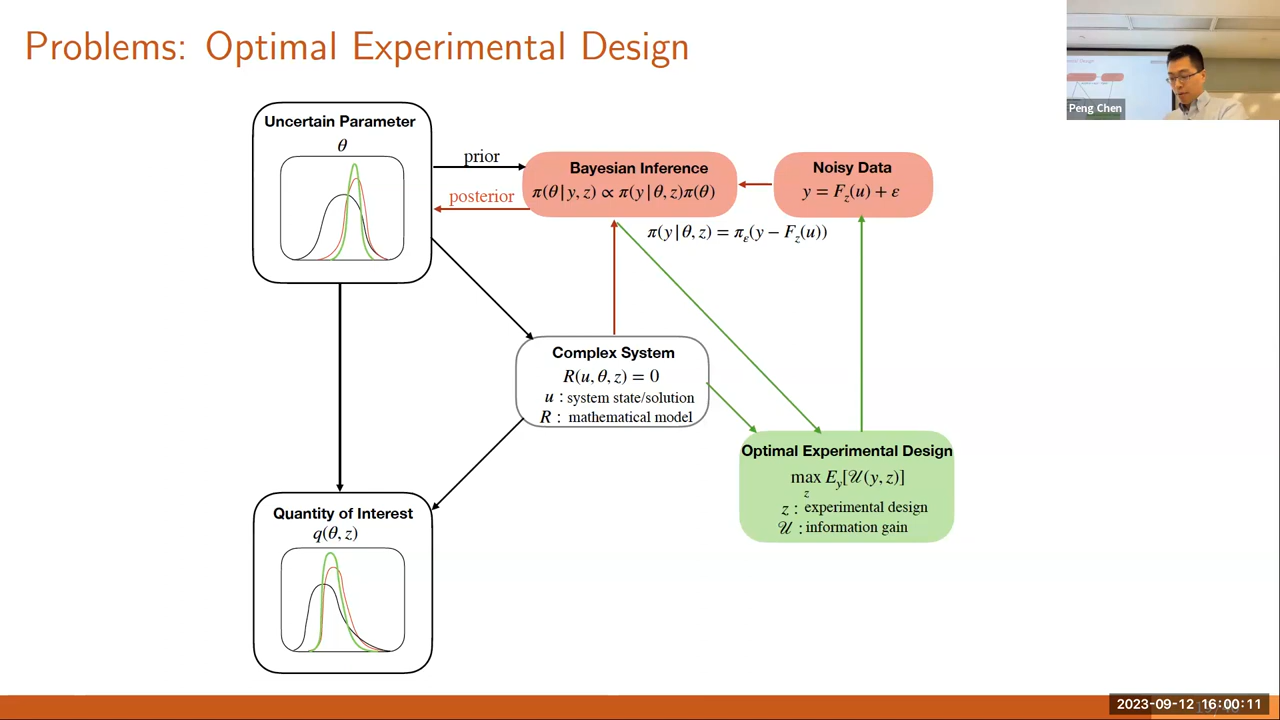 Problems: Optimal Experimental Design
Peng Chen
Uncertain Parameter
θ
prior
posterior
Bayesian Inference
π(θ|y, z) ∝ π(y|θ, z)π(θ)
Noisy Data
y = F_z(u) + ε
π(y|θ, z) = π_ε(y − F_z(u))
Complex System
R(u, θ, z) = 0
u : system state/solution
R : mathematical model
Optimal Experimental Design
max_z E_y[𝒰(y, z)]
z : experimental design
𝒰 : information gain
Quantity of Interest
q(θ, z)
2023-09-12 16:00:11